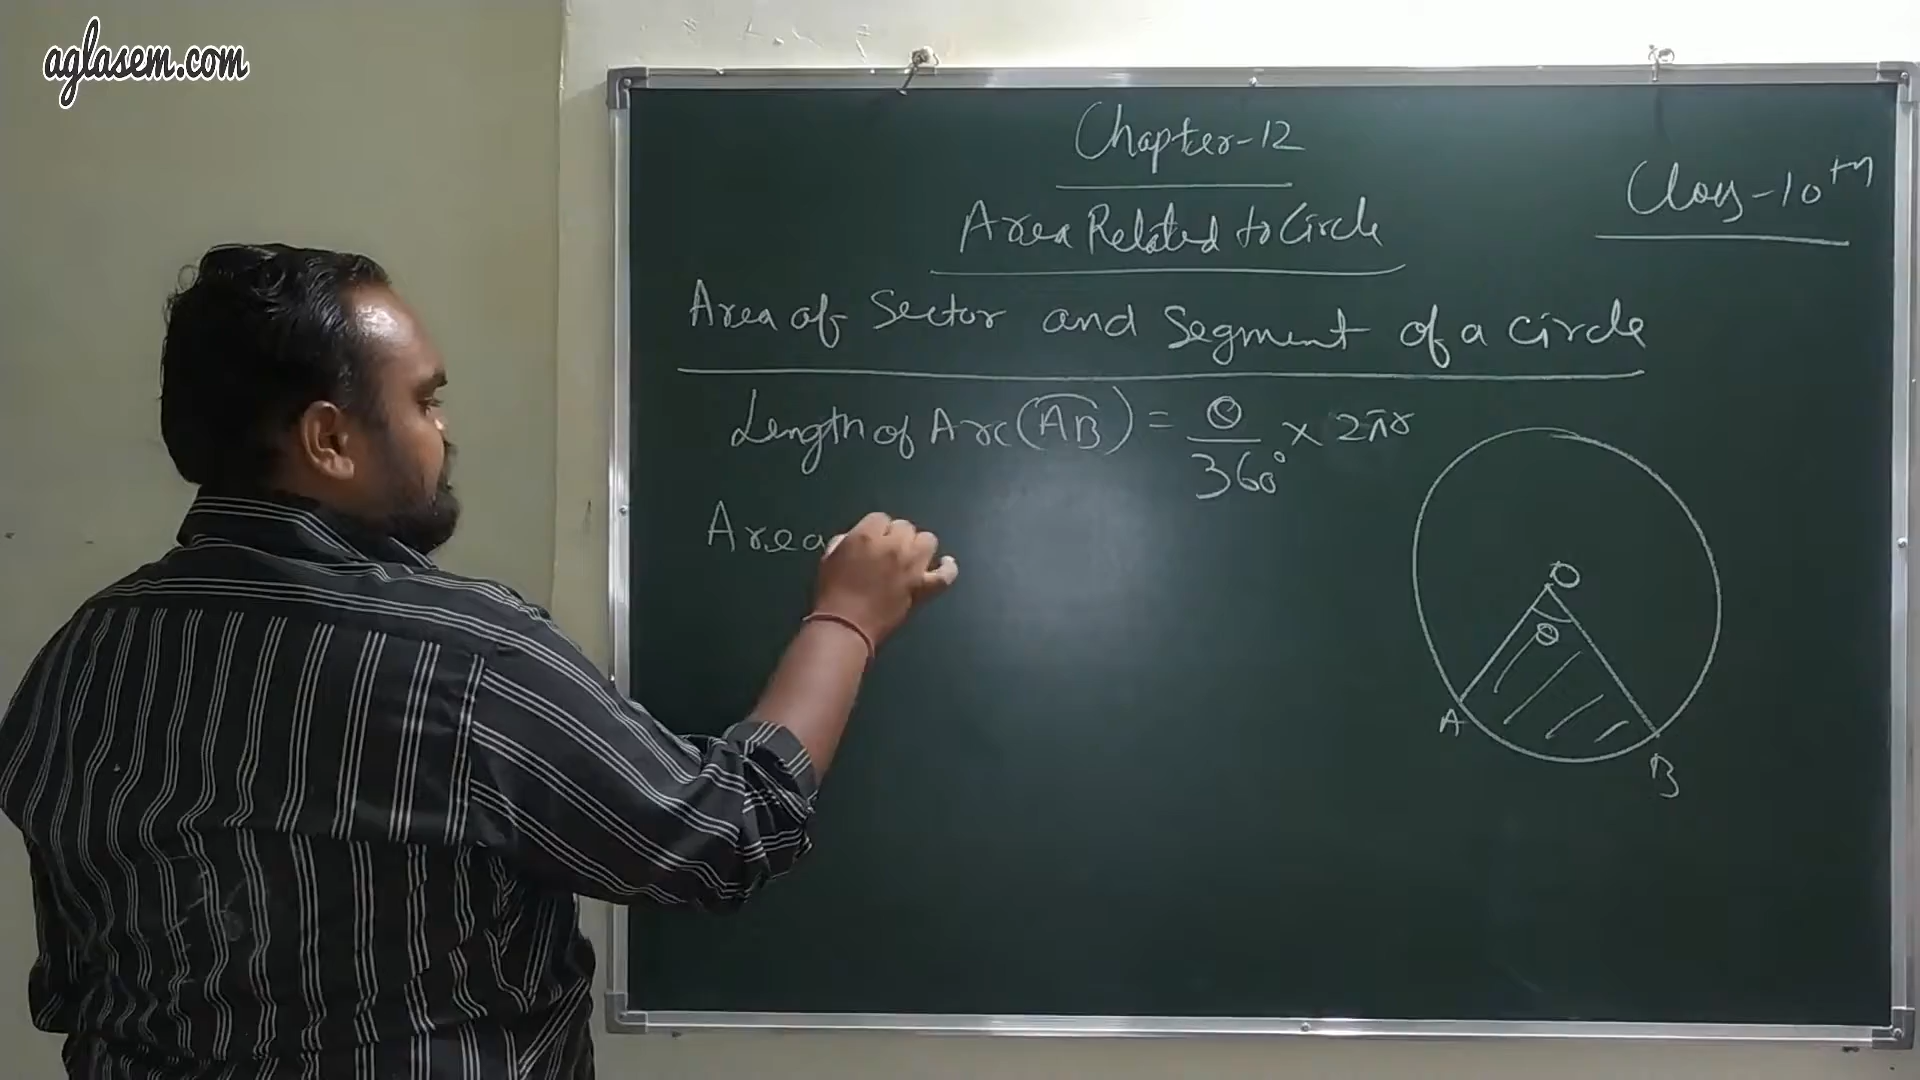 aglasem.com
Chapter-12
Class-10th
Area Related to Circle
Area of Sector and Segment of a circle
Length of Arc (AB) = θ/360° × 2πr
Area
O
θ
A
B